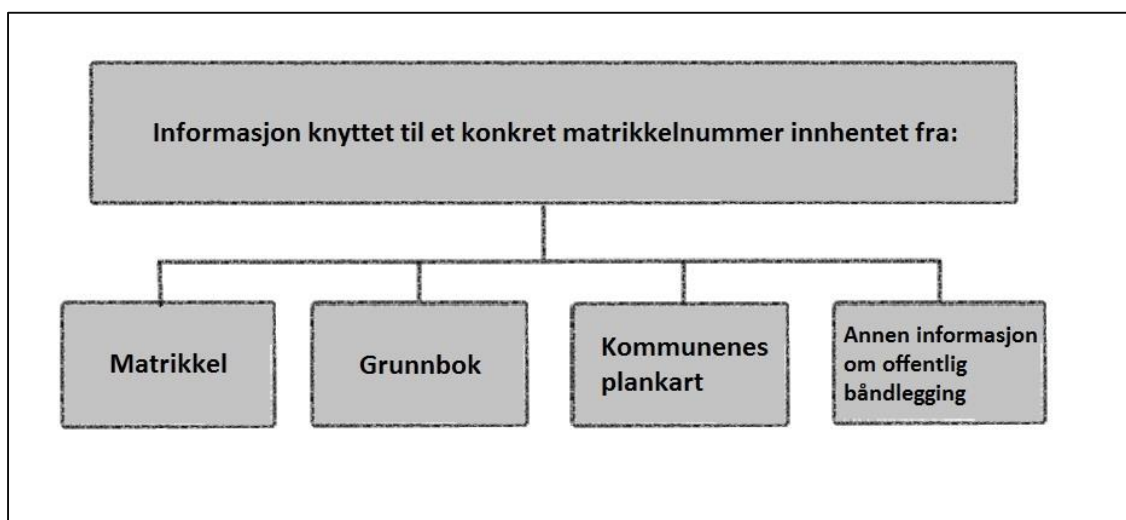 Informasjon knyttet til et konkret matrikkelnummer innhentet fra:
Matrikkel
Grunnbok
Kommunenes
plankart
Annen informasjon
om offentlig
båndlegging